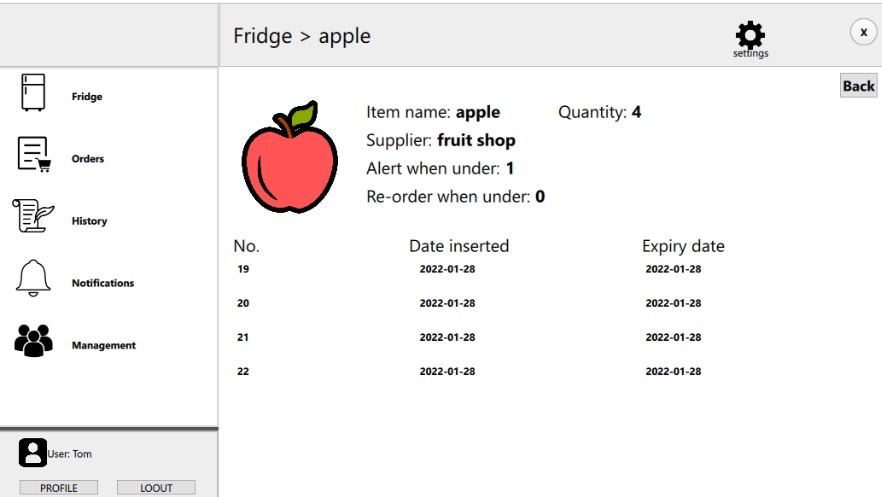 Fridge > apple
settings
x
Back
Fridge
Orders
History
Notifications
Management
Item name: apple Quantity: 4
Supplier: fruit shop
Alert when under: 1
Re-order when under: 0
No. Date inserted Expiry date
19 2022-01-28 2022-01-28
20 2022-01-28 2022-01-28
21 2022-01-28 2022-01-28
22 2022-01-28 2022-01-28
User: Tom
PROFILE LOOUT